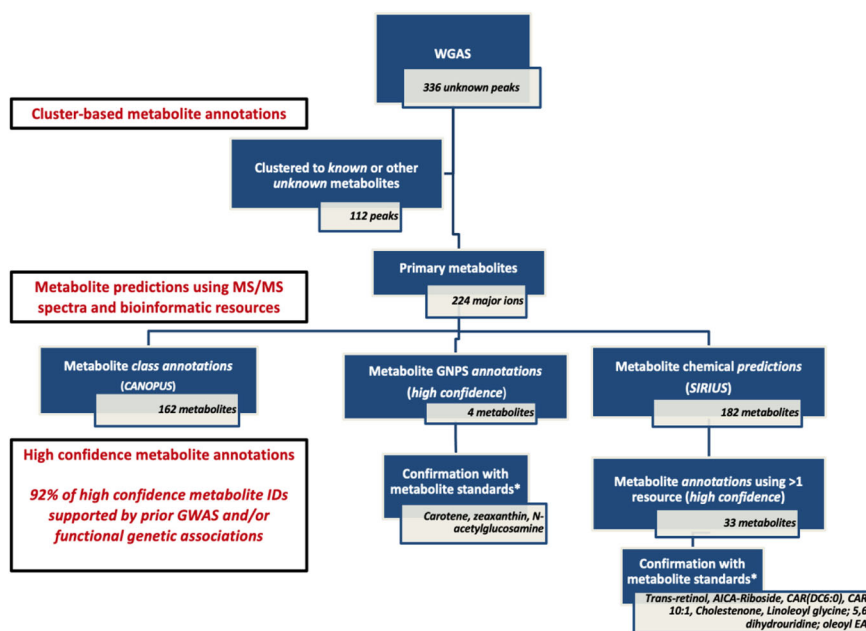 WGAS
336 unknown peaks
Cluster-based metabolite annotations
Clustered to known or other
unknown metabolites
112 peaks
Primary metabolites
224 major ions
Metabolite predictions using MS/MS
spectra and bioinformatic resources
Metabolite class annotations
(CANOPUS)
162 metabolites
Metabolite GNPS annotations
(high confidence)
4 metabolites
Metabolite chemical predictions
(SIRIUS)
182 metabolites
High confidence metabolite annotations
92% of high confidence metabolite IDs
supported by prior GWAS and/or
functional genetic associations
Confirmation with
metabolite standards*
Carotene, zeaxanthin, N-
acetylglucosamine
Metabolite annotations using >1
resource (high confidence)
33 metabolites
Confirmation with
metabolite standards*
Trans-retinol, AICA-Riboside, CAR(DC6:0), CAR
10:1, Cholestenone, Linoleoyl glycine; 5,6
dihydrouridine; oleoyl